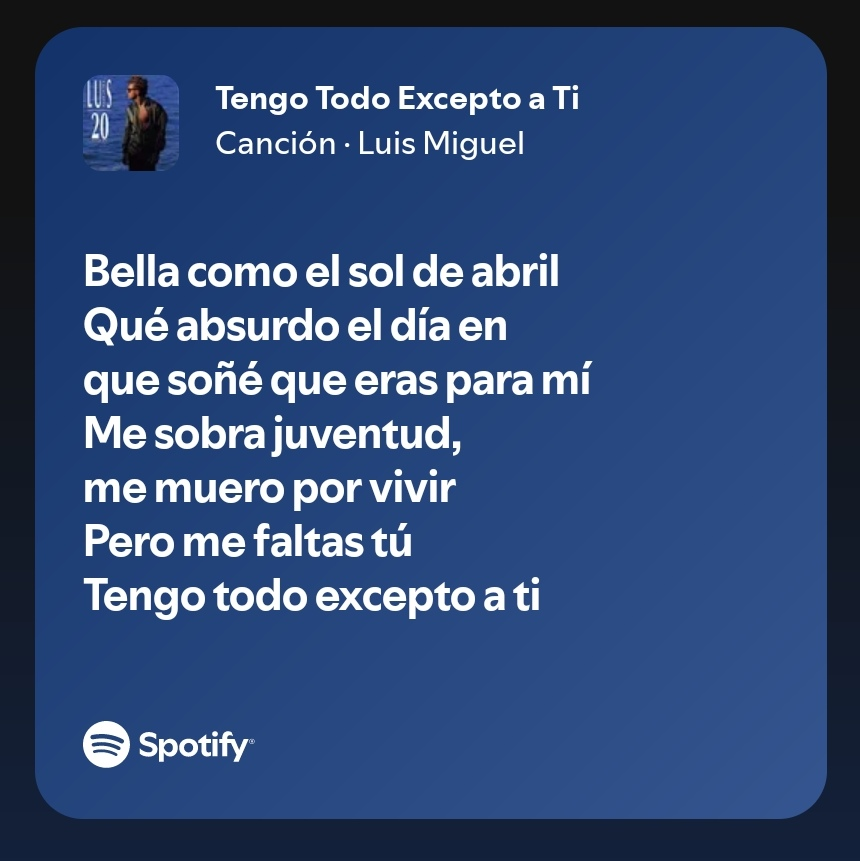 LUIS
20
Tengo Todo Excepto a Ti
Canción · Luis Miguel
Bella como el sol de abril
Qué absurdo el día en
que soñé que eras para mí
Me sobra juventud,
me muero por vivir
Pero me faltas tú
Tengo todo excepto a ti
Spotify®